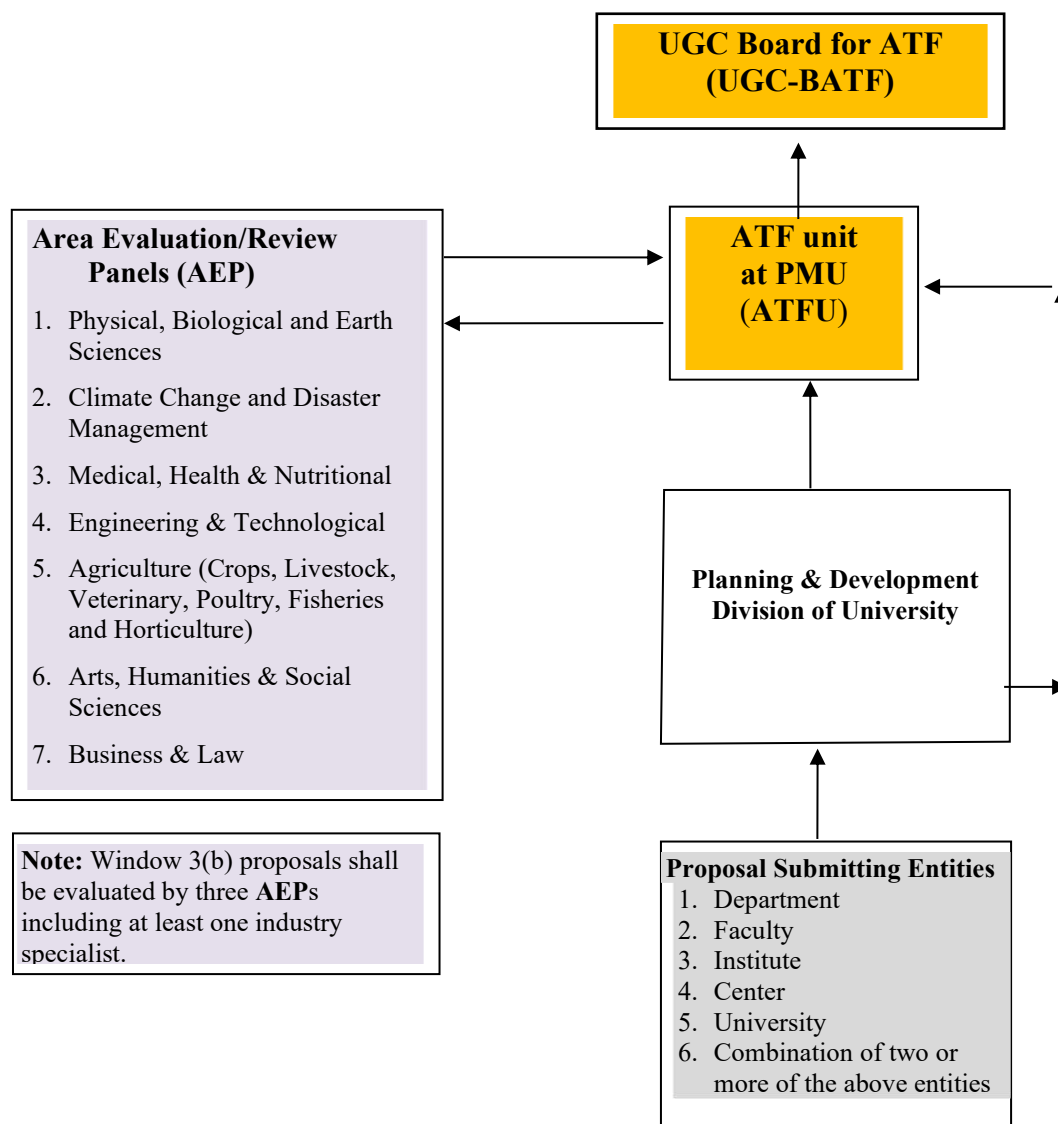 UGC Board for ATF
(UGC-BATF)
Area Evaluation/Review
Panels (AEP)
1. Physical, Biological and Earth
Sciences
2. Climate Change and Disaster
Management
3. Medical, Health & Nutritional
4. Engineering & Technological
5. Agriculture (Crops, Livestock,
Veterinary, Poultry, Fisheries
and Horticulture)
6. Arts, Humanities & Social
Sciences
7. Business & Law
Note: Window 3(b) proposals shall
be evaluated by three AEPs
including at least one industry
specialist.
ATF unit
at PMU
(ATFU)
Planning & Development
Division of University
Proposal Submitting Entities
1. Department
2. Faculty
3. Institute
4. Center
5. University
6. Combination of two or
more of the above entities